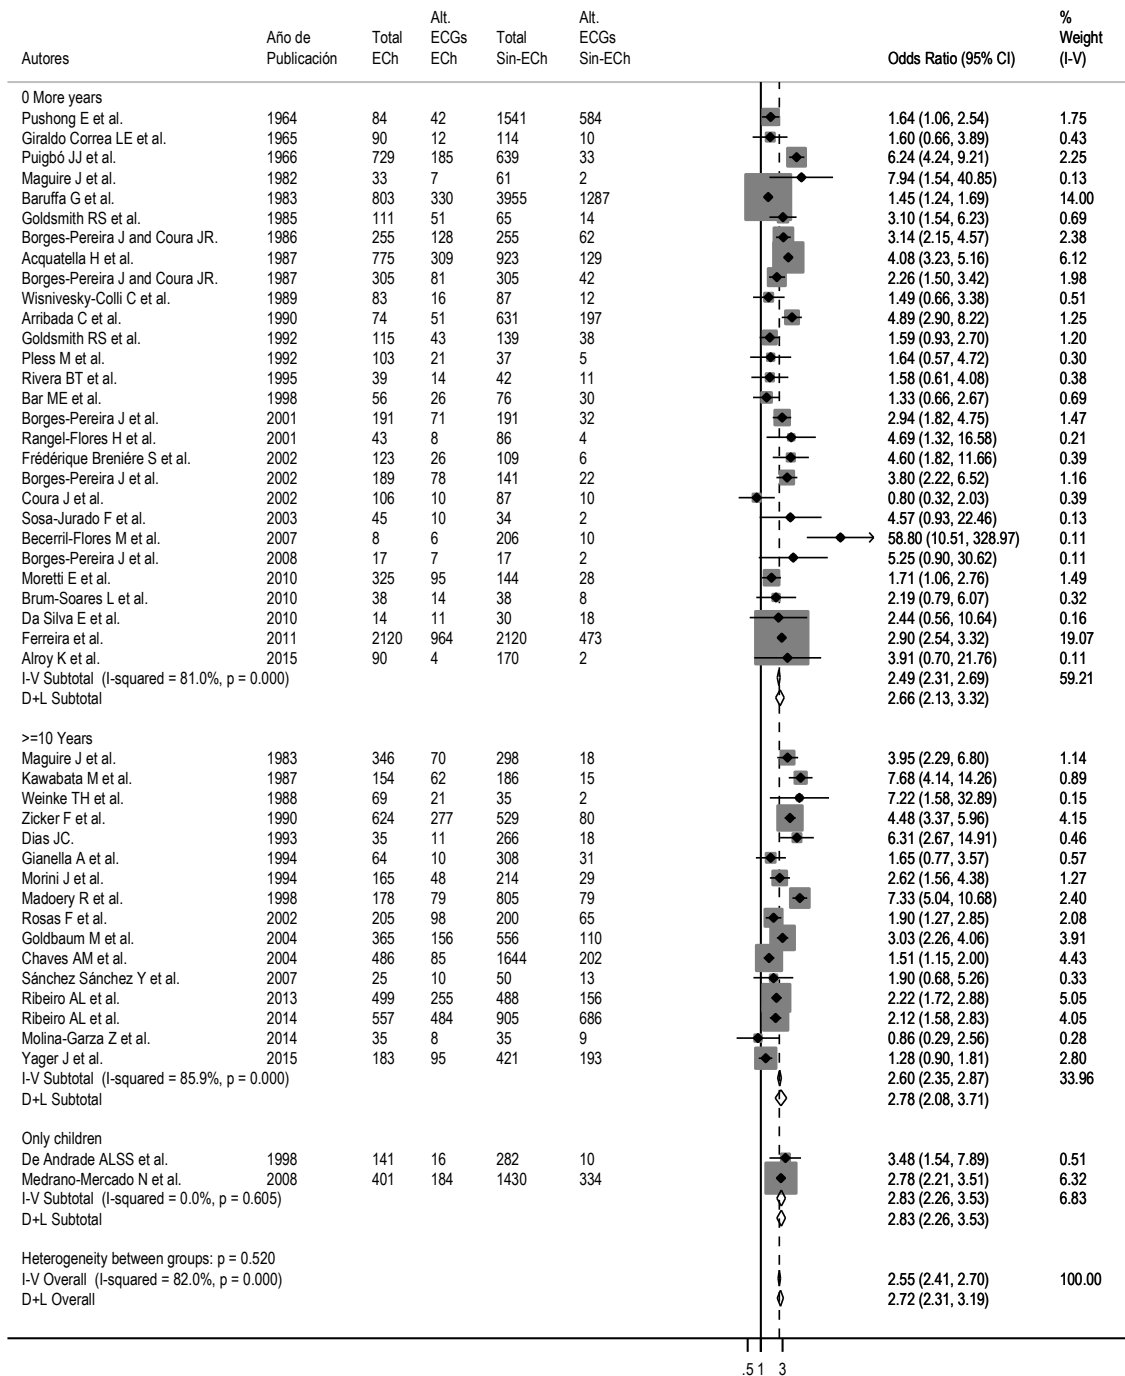 Autores Año de Publicación Total ECh Alt. ECGs ECh Total Sin-ECh Alt. ECGs Sin-ECh Odds Ratio (95% CI) % Weight (I-V)
0 More years
Pushong E et al. 1964 84 42 1541 584 1.64 (1.06, 2.54) 1.75
Giraldo Correa LE et al. 1965 90 12 114 10 1.60 (0.66, 3.89) 0.43
Puigbó JJ et al. 1966 729 185 639 33 6.24 (4.24, 9.21) 2.25
Maguire J et al. 1982 33 7 61 2 7.94 (1.54, 40.85) 0.13
Baruffa G et al. 1983 803 330 3955 1287 1.45 (1.24, 1.69) 14.00
Goldsmith RS et al. 1985 111 51 65 14 3.10 (1.54, 6.23) 0.69
Borges-Pereira J and Coura JR. 1986 255 128 255 62 3.14 (2.15, 4.57) 2.38
Acquatella H et al. 1987 775 309 923 129 4.08 (3.23, 5.16) 6.12
Borges-Pereira J and Coura JR. 1987 305 81 305 42 2.26 (1.50, 3.42) 1.98
Wisnivesky-Colli C et al. 1989 83 16 87 12 1.49 (0.66, 3.38) 0.51
Arribada C et al. 1990 74 51 631 197 4.89 (2.90, 8.22) 1.25
Goldsmith RS et al. 1992 115 43 139 38 1.59 (0.93, 2.70) 1.20
Pless M et al. 1992 103 21 37 5 1.64 (0.57, 4.72) 0.30
Rivera BT et al. 1995 39 14 42 11 1.58 (0.61, 4.08) 0.38
Bar ME et al. 1998 56 26 76 30 1.33 (0.66, 2.67) 0.69
Borges-Pereira J et al. 2001 191 71 191 32 2.94 (1.82, 4.75) 1.47
Rangel-Flores H et al. 2001 43 8 86 4 4.69 (1.32, 16.58) 0.21
Frédérique Breniére S et al. 2002 123 26 109 6 4.60 (1.82, 11.66) 0.39
Borges-Pereira J et al. 2002 189 78 141 22 3.80 (2.22, 6.52) 1.16
Coura J et al. 2002 106 10 87 10 0.80 (0.32, 2.03) 0.39
Sosa-Jurado F et al. 2003 45 10 34 2 4.57 (0.93, 22.46) 0.13
Becerril-Flores M et al. 2007 8 6 206 10 58.80 (10.51, 328.97) 0.11
Borges-Pereira J et al. 2008 17 7 17 2 5.25 (0.90, 30.62) 0.11
Moretti E et al. 2010 325 95 144 28 1.71 (1.06, 2.76) 1.49
Brum-Soares L et al. 2010 38 14 38 8 2.19 (0.79, 6.07) 0.32
Da Silva E et al. 2010 14 11 30 18 2.44 (0.56, 10.64) 0.16
Ferreira et al. 2011 2120 964 2120 473 2.90 (2.54, 3.32) 19.07
Alroy K et al. 2015 90 4 170 2 3.91 (0.70, 21.76) 0.11
I-V Subtotal (I-squared = 81.0%, p = 0.000) 2.49 (2.31, 2.69) 59.21
D+L Subtotal 2.66 (2.13, 3.32)
>=10 Years
Maguire J et al. 1983 346 70 298 18 3.95 (2.29, 6.80) 1.14
Kawabata M et al. 1987 154 62 186 15 7.68 (4.14, 14.26) 0.89
Weinke TH et al. 1988 69 21 35 2 7.22 (1.58, 32.89) 0.15
Zicker F et al. 1990 624 277 529 80 4.48 (3.37, 5.96) 4.15
Dias JC. 1993 35 11 266 18 6.31 (2.67, 14.91) 0.46
Gianella A et al. 1994 64 10 308 31 1.65 (0.77, 3.57) 0.57
Morini J et al. 1994 165 48 214 29 2.62 (1.56, 4.38) 1.27
Madoery R et al. 1998 178 79 805 79 7.33 (5.04, 10.68) 2.40
Rosas F et al. 2002 205 98 200 65 1.90 (1.27, 2.85) 2.08
Goldbaum M et al. 2004 365 156 556 110 3.03 (2.26, 4.06) 3.91
Chaves AM et al. 2004 486 85 1644 202 1.51 (1.15, 2.00) 4.43
Sánchez Sánchez Y et al. 2007 25 10 50 13 1.90 (0.68, 5.26) 0.33
Ribeiro AL et al. 2013 499 255 488 156 2.22 (1.72, 2.88) 5.05
Ribeiro AL et al. 2014 557 484 905 686 2.12 (1.58, 2.83) 4.05
Molina-Garza Z et al. 2014 35 8 35 9 0.86 (0.29, 2.56) 0.28
Yager J et al. 2015 183 95 421 193 1.28 (0.90, 1.81) 2.80
I-V Subtotal (I-squared = 85.9%, p = 0.000) 2.60 (2.35, 2.87) 33.96
D+L Subtotal 2.78 (2.08, 3.71)
Only children
De Andrade ALSS et al. 1998 141 16 282 10 3.48 (1.54, 7.89) 0.51
Medrano-Mercado N et al. 2008 401 184 1430 334 2.78 (2.21, 3.51) 6.32
I-V Subtotal (I-squared = 0.0%, p = 0.605) 2.83 (2.26, 3.53) 6.83
D+L Subtotal 2.83 (2.26, 3.53)
Heterogeneity between groups: p = 0.520
I-V Overall (I-squared = 82.0%, p = 0.000) 2.55 (2.41, 2.70) 100.00
D+L Overall 2.72 (2.31, 3.19)
.5 1 3